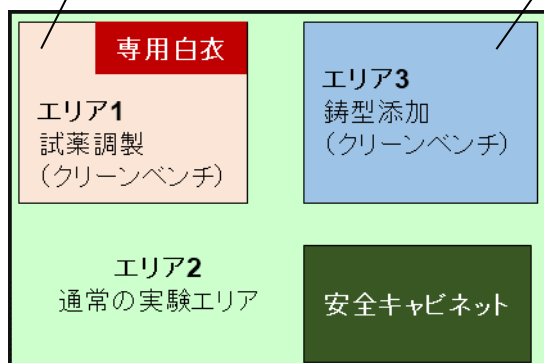 専用白衣
エリア1
試薬調製
（クリーンベンチ）
エリア3
鋳型添加
（クリーンベンチ）
エリア2
通常の実験エリア
安全キャビネット